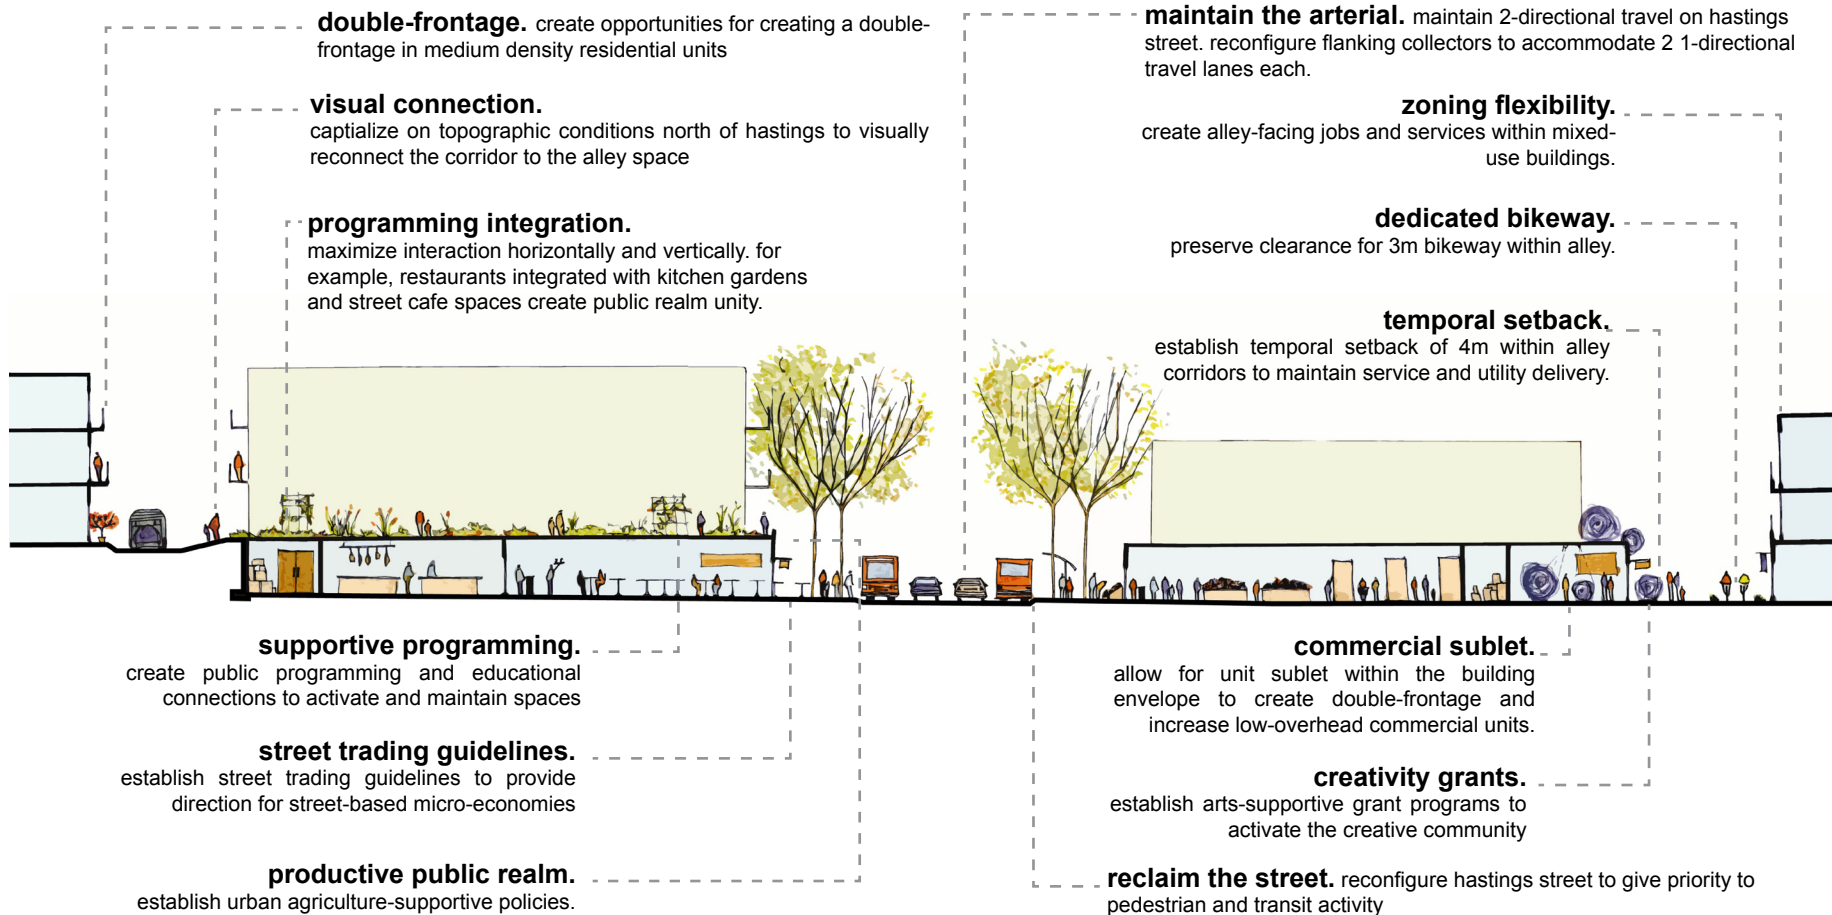 double-frontage. create opportunities for creating a double-
frontage in medium density residential units
visual connection.
captialize on topographic conditions north of hastings to visually
reconnect the corridor to the alley space
programming integration.
maximize interaction horizontally and vertically. for
example, restaurants integrated with kitchen gardens
and street cafe spaces create public realm unity.
maintain the arterial. maintain 2-directional travel on hastings
street. reconfigure flanking collectors to accommodate 2 1-directional
travel lanes each.
zoning flexibility.
create alley-facing jobs and services within mixed-
use buildings.
dedicated bikeway.
preserve clearance for 3m bikeway within alley.
temporal setback.
establish temporal setback of 4m within alley
corridors to maintain service and utility delivery.
supportive programming.
create public programming and educational
connections to activate and maintain spaces
street trading guidelines.
establish street trading guidelines to provide
direction for street-based micro-economies
productive public realm.
establish urban agriculture-supportive policies.
commercial sublet.
allow for unit sublet within the building
envelope to create double-frontage and
increase low-overhead commercial units.
creativity grants.
establish arts-supportive grant programs to
activate the creative community
reclaim the street. reconfigure hastings street to give priority to
pedestrian and transit activity